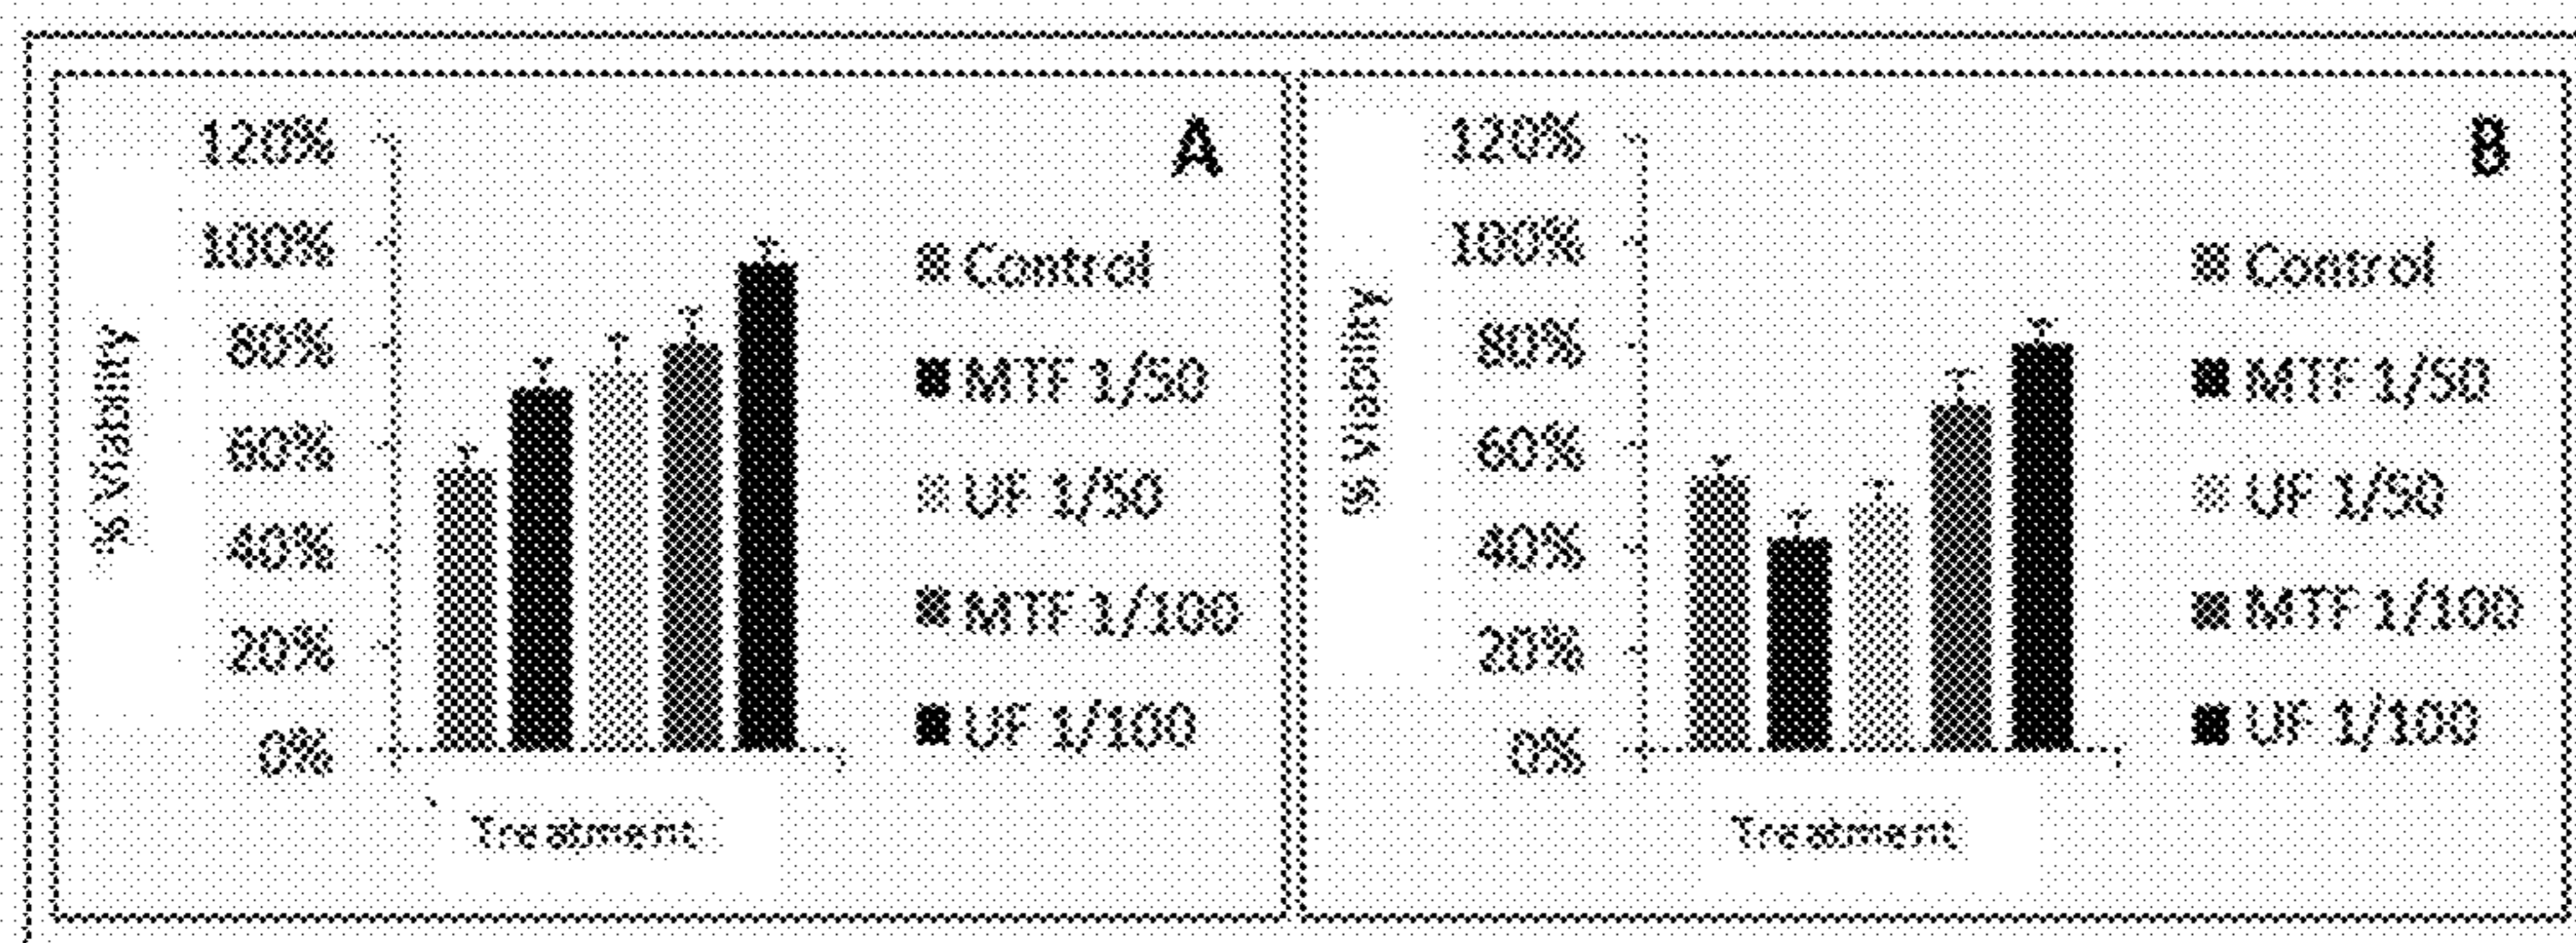 A
120%
100%
80%
60%
40%
20%
0%
% Viability
Treatment
Control
MTF 1/50
UF 1/50
MTF 1/100
UF 1/100
B
120%
100%
80%
60%
40%
20%
0%
% Viability
Treatment
Control
MTF 1/50
UF 1/50
MTF 1/100
UF 1/100